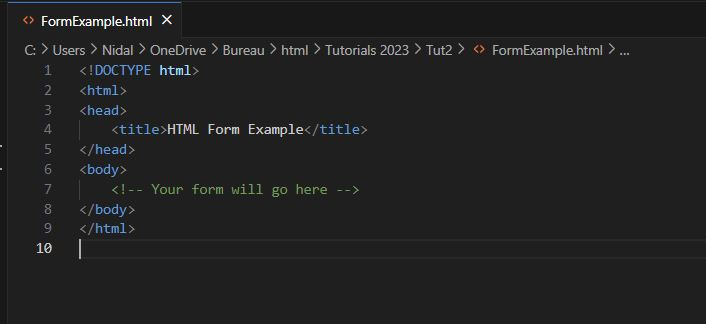 FormExample.html ×
C: > Users > Nidal > OneDrive > Bureau > html > Tutorials 2023 > Tut2 > <> FormExample.html > ...
1 <!DOCTYPE html>
2 <html>
3 <head>
4     <title>HTML Form Example</title>
5 </head>
6 <body>
7     <!-- Your form will go here -->
8 </body>
9 </html>
10